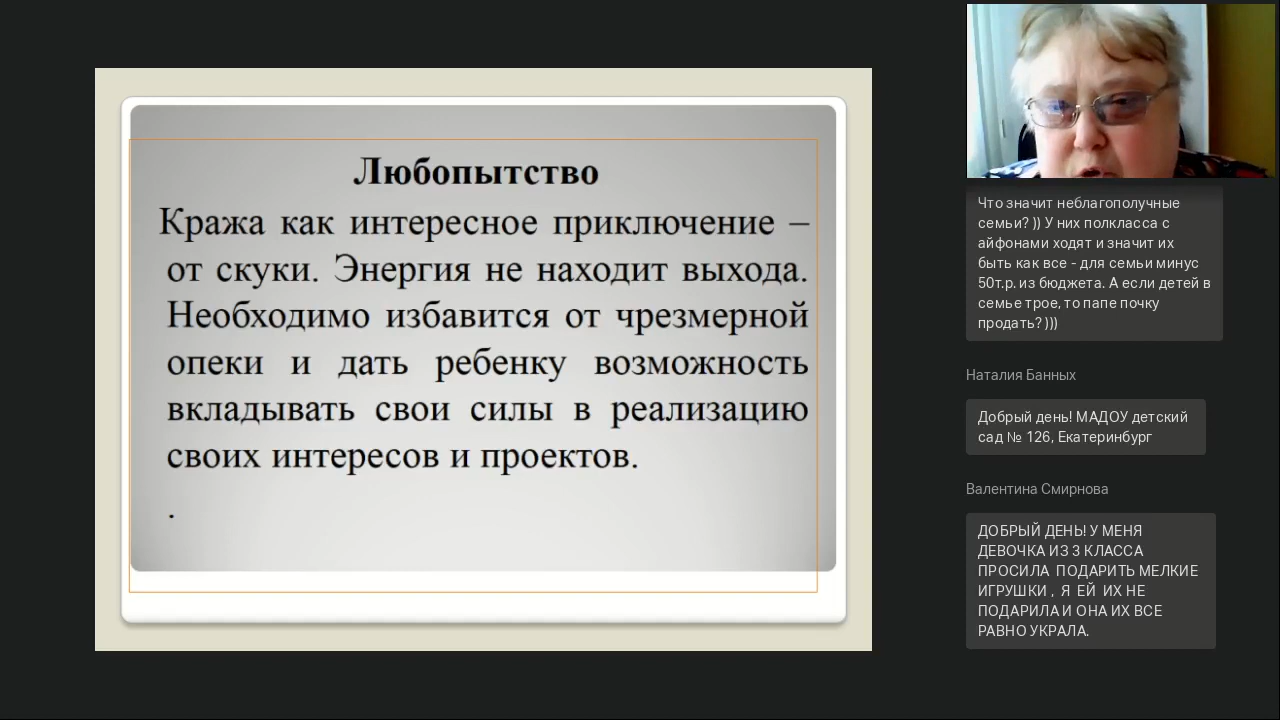 Любопытство
Кража как интересное приключение –
от скуки. Энергия не находит выхода.
Необходимо избавится от чрезмерной
опеки и дать ребенку возможность
вкладывать свои силы в реализацию
своих интересов и проектов.
.
Что значит неблагополучные
семьи? )) У них полкласса с
айфонами ходят и значит их
быть как все - для семьи минус
50т.р. из бюджета. А если детей в
семье трое, то папе почку
продать? )))
Наталия Банных
Добрый день! МАДОУ детский
сад № 126, Екатеринбург
Валентина Смирнова
ДОБРЫЙ ДЕНЬ! У МЕНЯ
ДЕВОЧКА ИЗ 3 КЛАССА
ПРОСИЛА ПОДАРИТЬ МЕЛКИЕ
ИГРУШКИ , Я ЕЙ ИХ НЕ
ПОДАРИЛА И ОНА ИХ ВСЕ
РАВНО УКРАЛА.